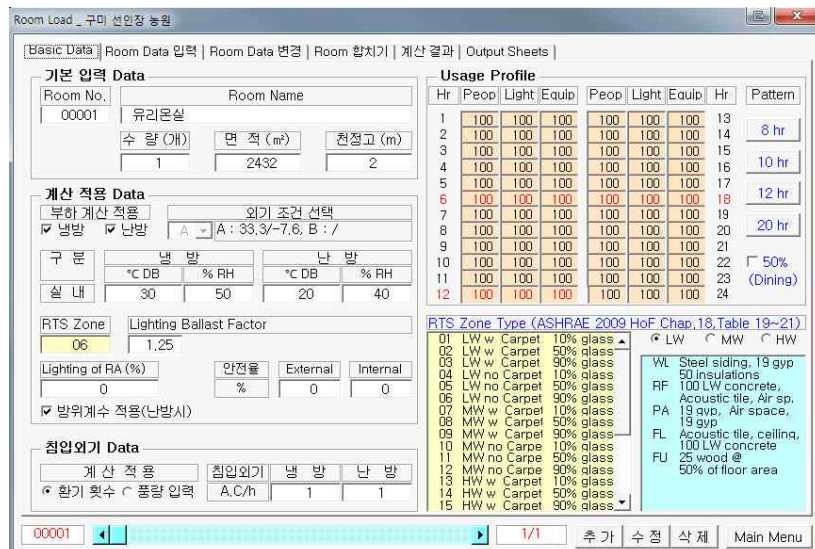 Room Load _ 구미 선인장 농원
Basic Data | Room Data 입력 | Room Data 변경 | Room 합치기 | 계산 결과 | Output Sheets |
기본 입력 Data
Room No. Room Name
00001 유리온실
수 량 (개) 면 적 (㎡) 천정고 (m)
1 2432 2
계산 적용 Data
부하 계산 적용 외기 조건 선택
냉방 난방 A A : 33,3/-7,6, B : /
구 분 냉 방 난 방
℃ DB % RH ℃ DB % RH
실 내 30 50 20 40
RTS Zone Lighting Ballast Factor
06 1,25
Lighting of RA (%) 안전율 External Internal
0 % 0 0
방위계수 적용(난방시)
침입외기 Data
계 산 적 용 침입외기 냉 방 난 방
환기 횟수 풍량 입력 A.C/h 1 1
Usage Profile
Hr Peop Light Equip Peop Light Equip Hr Pattern
1 100 100 100 100 100 100 13
2 100 100 100 100 100 100 14 8 hr
3 100 100 100 100 100 100 15
4 100 100 100 100 100 100 16 10 hr
5 100 100 100 100 100 100 17
6 100 100 100 100 100 100 18 12 hr
7 100 100 100 100 100 100 19
8 100 100 100 100 100 100 20 20 hr
9 100 100 100 100 100 100 21
10 100 100 100 100 100 100 22 50%
11 100 100 100 100 100 100 23 (Dining)
12 100 100 100 100 100 100 24
RTS Zone Type (ASHRAE 2009 HoF Chap,18,Table 19~21)
LW MW HW
01 LW w Carpet 10% glass
02 LW w Carpet 50% glass
03 LW w Carpet 90% glass
04 LW no Carpet 10% glass
05 LW no Carpet 50% glass
06 LW no Carpet 90% glass
07 MW w Carpet 10% glass
08 MW w Carpet 50% glass
09 MW w Carpet 90% glass
10 MW no Carpe 10% glass
11 MW no Carpe 50% glass
12 MW no Carpe 90% glass
13 HW w Carpet 10% glass
14 HW w Carpet 50% glass
15 HW w Carpet 90% glass
WL Steel siding, 19 gyp
50 insulations
RF 100 LW concrete,
Acoustic tile, Air sp.
PA 19 gyp, Air space,
19 gyp
FL Acoustic tile, ceiling,
100 LW concrete
FU 25 wood @
50% of floor area
00001 1/1 추 가 수 정 삭 제 Main Menu